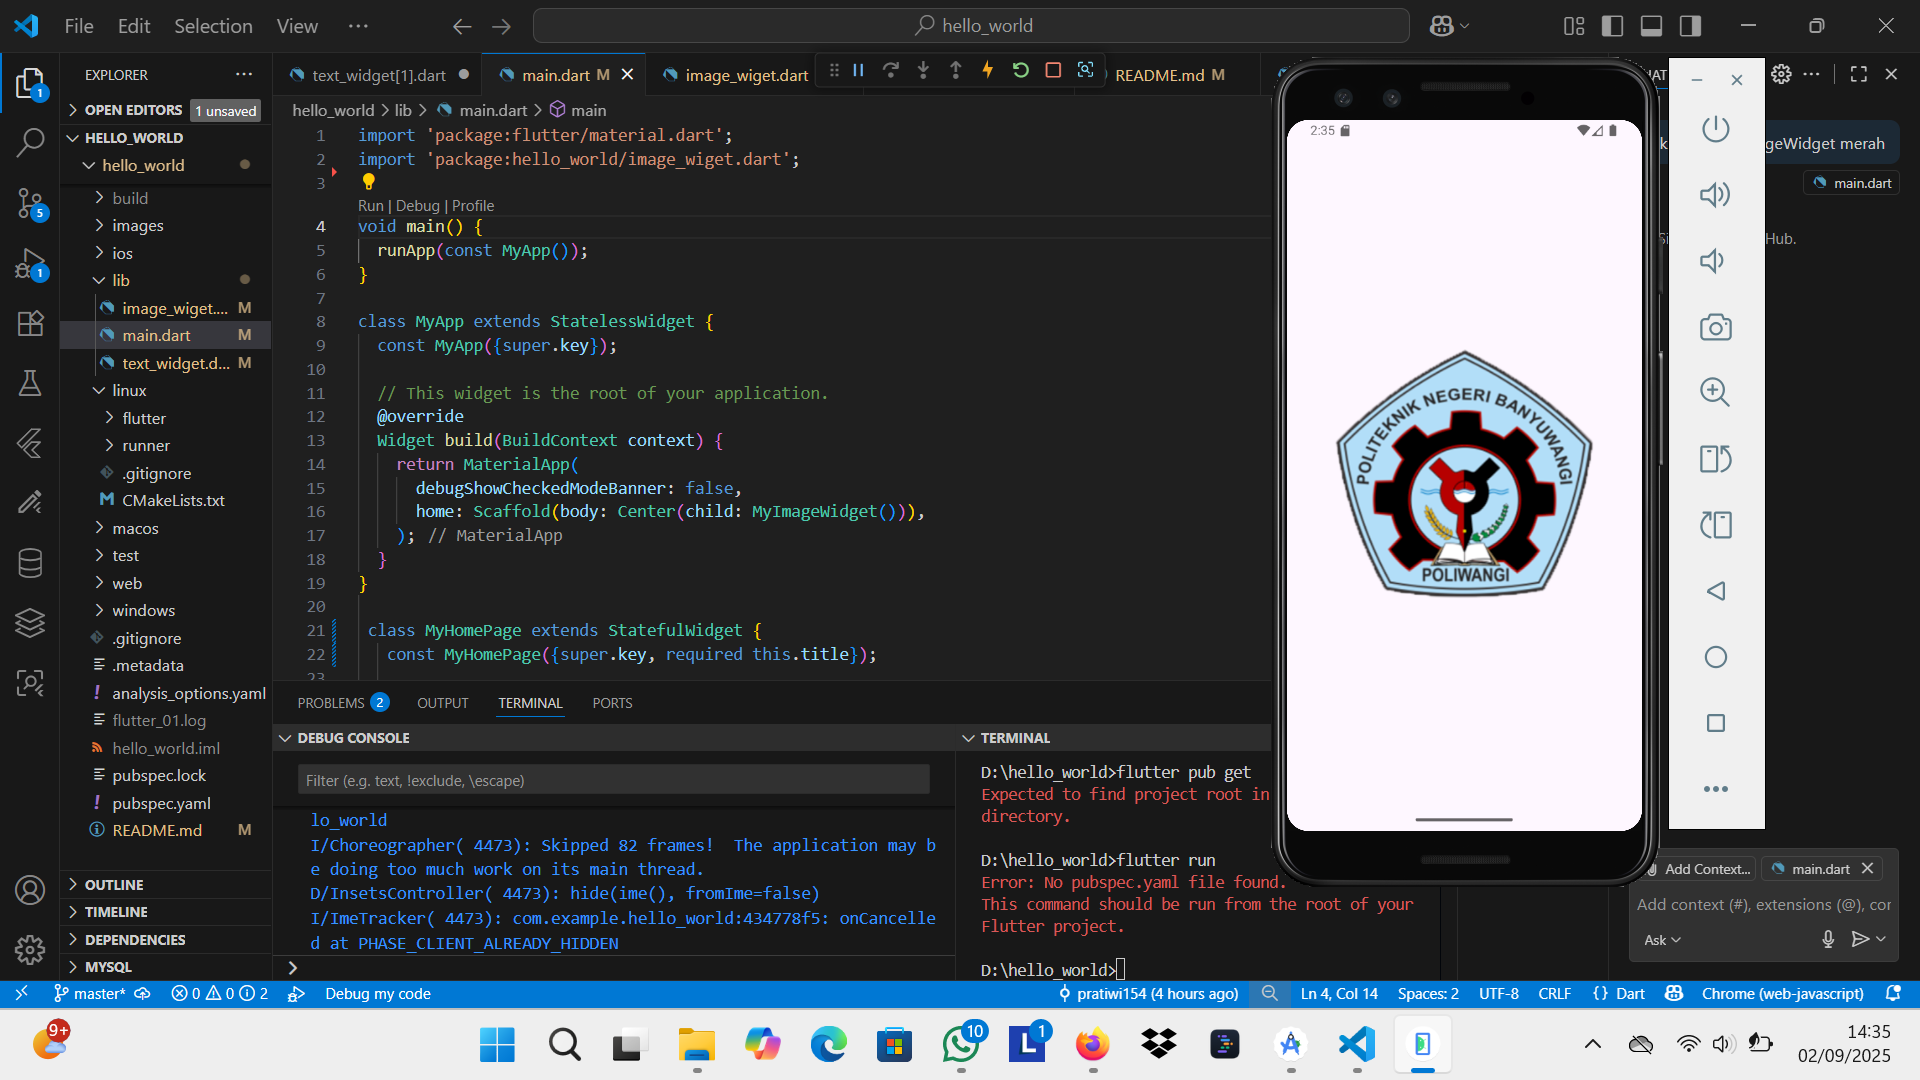 File Edit Selection View ··· hello_world
EXPLORER ···
OPEN EDITORS 1 unsaved
HELLO_WORLD
hello_world
build
images
ios
lib
image_wiget.... M
main.dart M
text_widget.d... M
linux
flutter
runner
.gitignore
CMakeLists.txt
macos
test
web
windows
.gitignore
.metadata
analysis_options.yaml
flutter_01.log
hello_world.iml
pubspec.lock
pubspec.yaml
README.md M
OUTLINE
TIMELINE
DEPENDENCIES
MYSQL
1
5
1
text_widget[1].dart main.dart M image_wiget.dart README.md M
hello_world > lib > main.dart > main
1 import 'package:flutter/material.dart';
2 import 'package:hello_world/image_wiget.dart';
3
Run | Debug | Profile
4 void main() {
5 runApp(const MyApp());
6 }
7
8 class MyApp extends StatelessWidget {
9 const MyApp({super.key});
10
11 // This widget is the root of your application.
12 @override
13 Widget build(BuildContext context) {
14 return MaterialApp(
15 debugShowCheckedModeBanner: false,
16 home: Scaffold(body: Center(child: MyImageWidget())),
17 ); // MaterialApp
18 }
19 }
20
21 class MyHomePage extends StatefulWidget {
22 const MyHomePage({super.key, required this.title});
23
PROBLEMS 2 OUTPUT TERMINAL PORTS
DEBUG CONSOLE
Filter (e.g. text, !exclude, \escape)
lo_world
I/Choreographer( 4473): Skipped 82 frames! The application may b
e doing too much work on its main thread.
D/InsetsController( 4473): hide(ime(), fromIme=false)
I/ImeTracker( 4473): com.example.hello_world:434778f5: onCancelle
d at PHASE_CLIENT_ALREADY_HIDDEN
>
TERMINAL
D:\hello_world>flutter pub get
Expected to find project root in
directory.
D:\hello_world>flutter run
Error: No pubspec.yaml file found.
This command should be run from the root of your
Flutter project.
D:\hello_world>
2:35
POLITEKNIK NEGERI BANYUWANGI
POLIWANGI
HAT
k geWidget merah
main.dart
Hub.
Add Context... main.dart
Add context (#), extensions (@), cor
Ask
master* 0 0 2 Debug my code pratiwi154 (4 hours ago) Ln 4, Col 14 Spaces: 2 UTF-8 CRLF {} Dart Chrome (web-javascript)
9+
10
1
14:35
02/09/2025